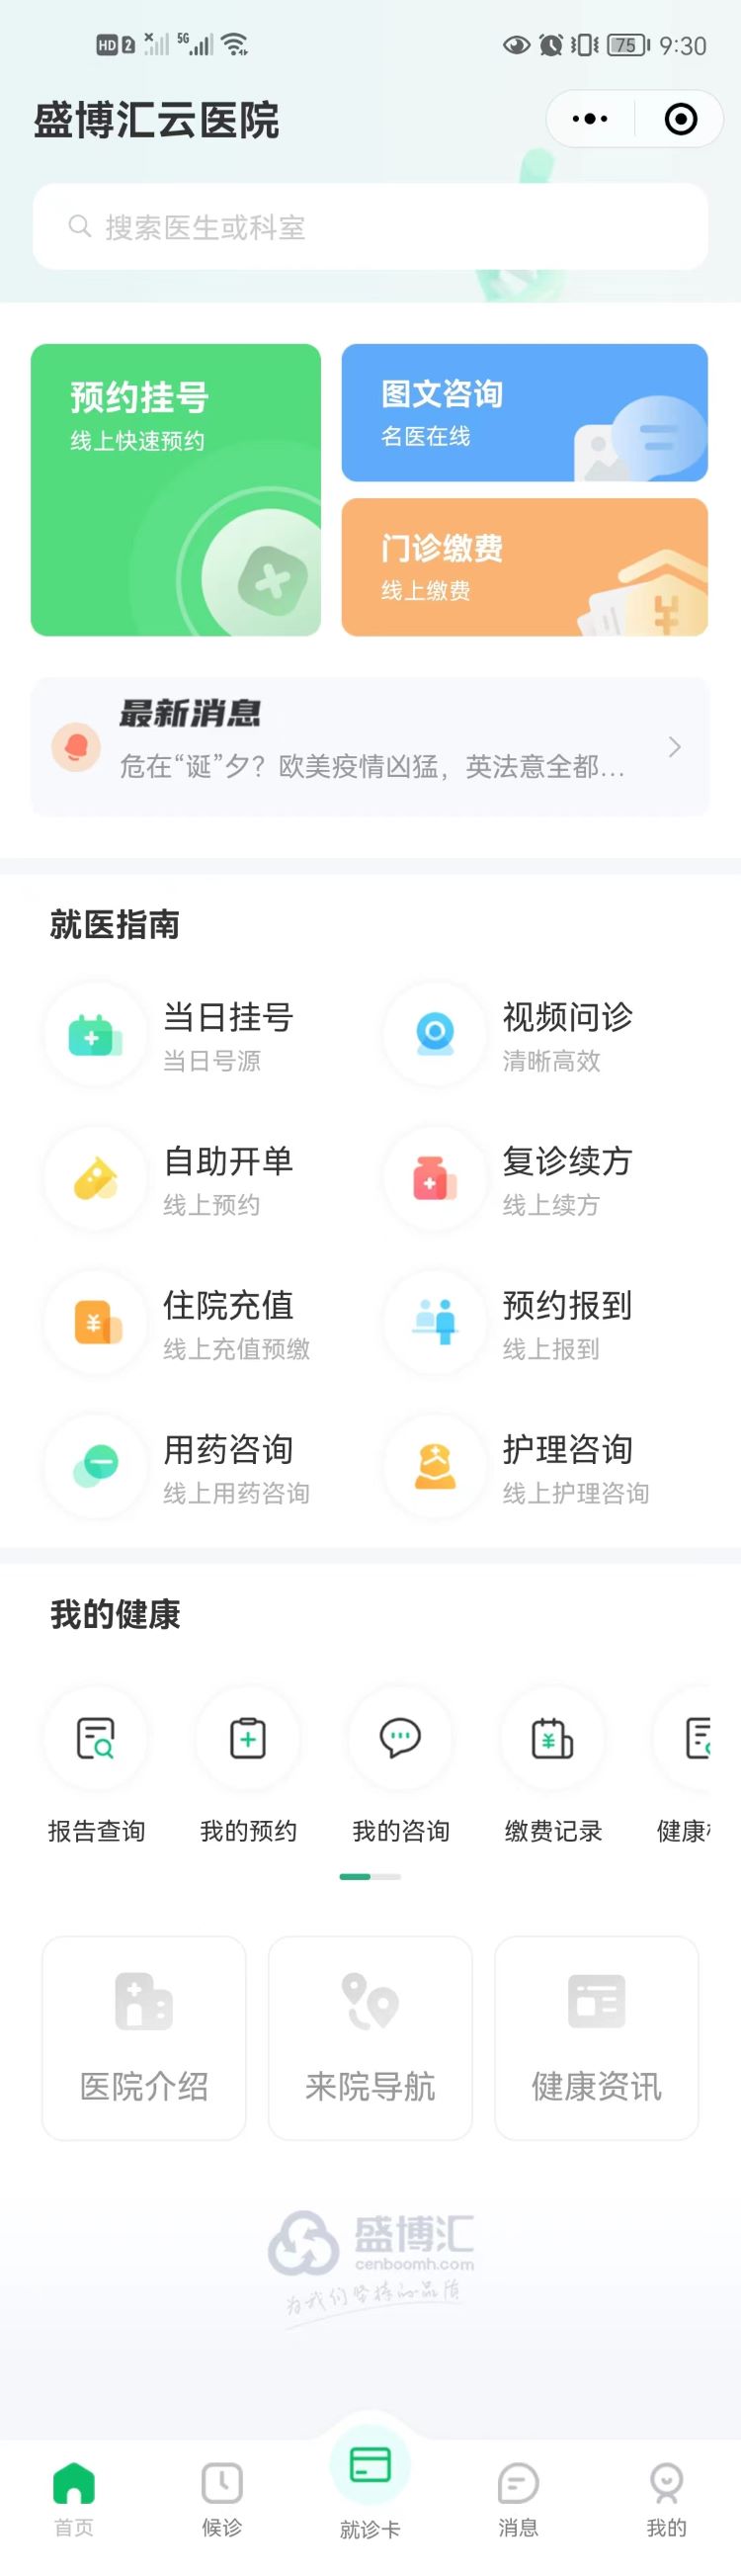 HD 2 5G 75 9:30
盛博汇云医院
搜索医生或科室
预约挂号
线上快速预约
图文咨询
名医在线
门诊缴费
线上缴费
最新消息
危在“诞”夕？欧美疫情凶猛，英法意全都...
就医指南
当日挂号
当日号源
视频问诊
清晰高效
自助开单
线上预约
复诊续方
线上续方
住院充值
线上充值预缴
预约报到
线上报到
用药咨询
线上用药咨询
护理咨询
线上护理咨询
我的健康
报告查询 我的预约 我的咨询 缴费记录 健康
医院介绍 来院导航 健康资讯
盛博汇
cenboomh.com
为我们坚持的品质
首页 候诊 就诊卡 消息 我的